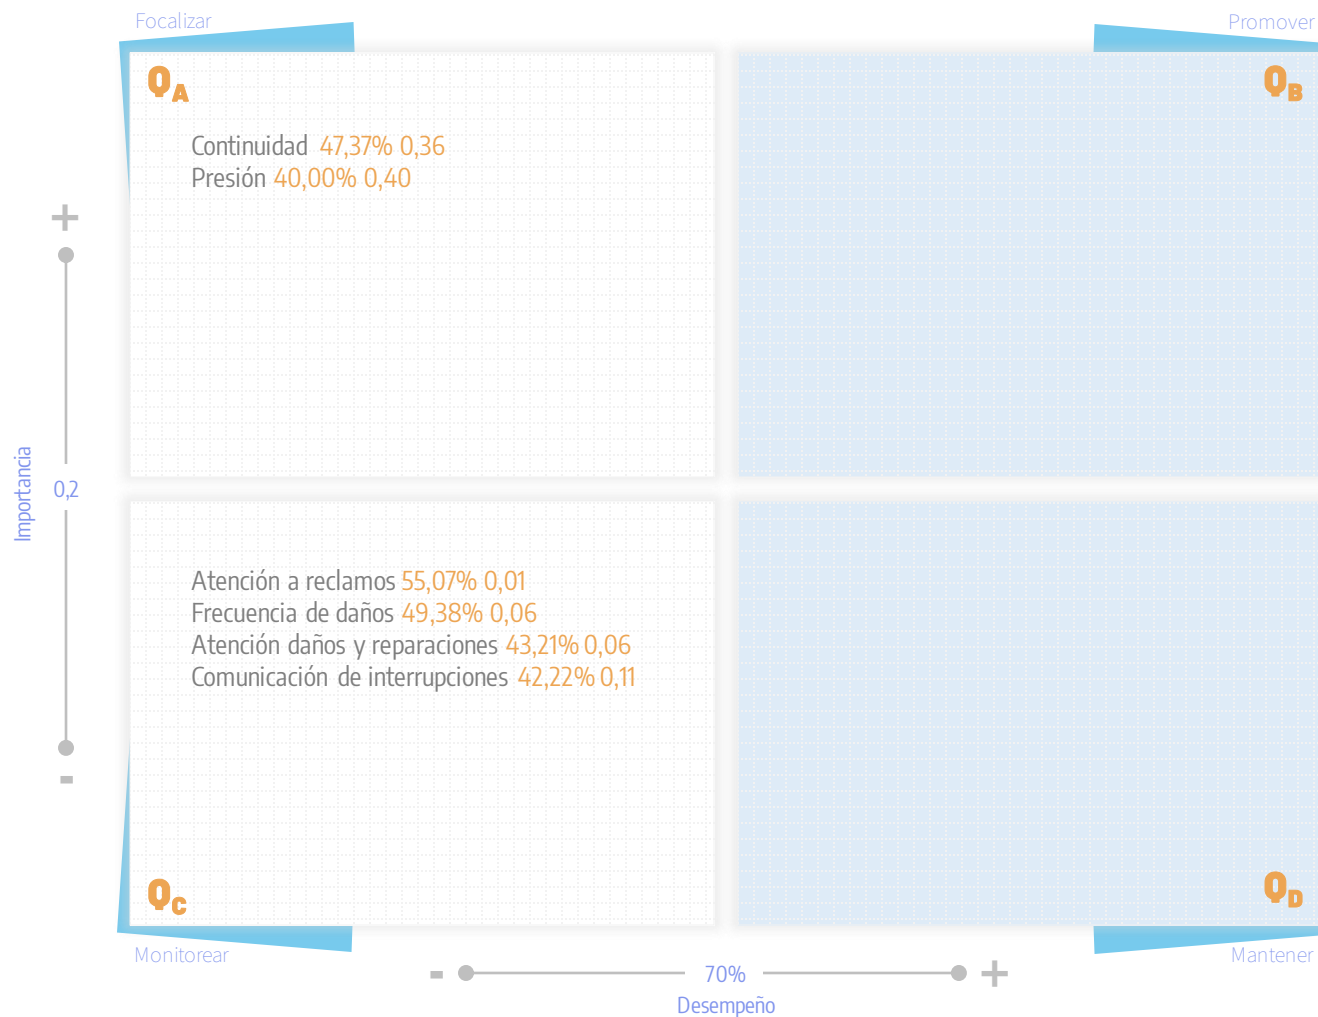 Focalizar
Promover
QA
QB
Continuidad 47,37% 0,36
Presión 40,00% 0,40
+
Importancia
0,2
-
Atención a reclamos 55,07% 0,01
Frecuencia de daños 49,38% 0,06
Atención daños y reparaciones 43,21% 0,06
Comunicación de interrupciones 42,22% 0,11
QC
QD
Monitorear
Mantener
- 70% +
Desempeño